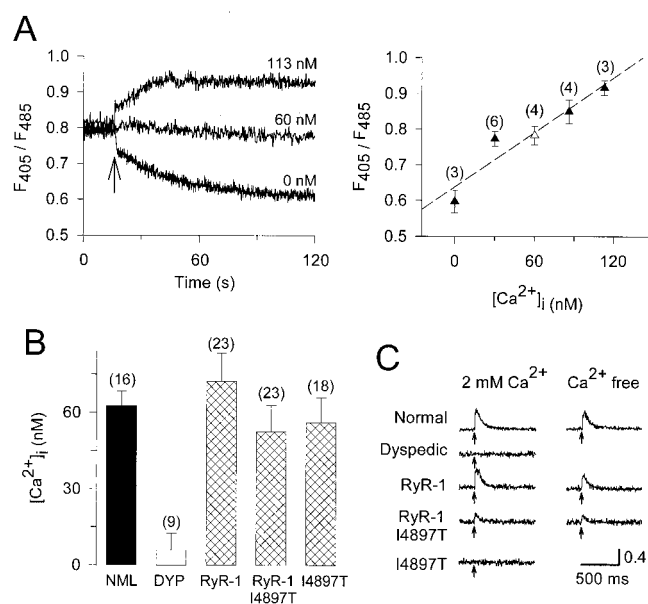 A
F405 / F485
1.0
0.9
0.8
0.7
0.6
0.5
113 nM
60 nM
0 nM
0
60
120
Time (s)
F405 / F485
1.0
0.9
0.8
0.7
0.6
0.5
(3)
(6)
(4)
(4)
(3)
0
60
120
[Ca2+]i (nM)
B
[Ca2+]i (nM)
60
30
0
(16)
(9)
(23)
(23)
(18)
NML
DYP
RyR-1
RyR-1
I4897T
I4897T
C
2 mM Ca2+
Ca2+ free
Normal
Dyspedic
RyR-1
RyR-1
I4897T
I4897T
0.4
500 ms